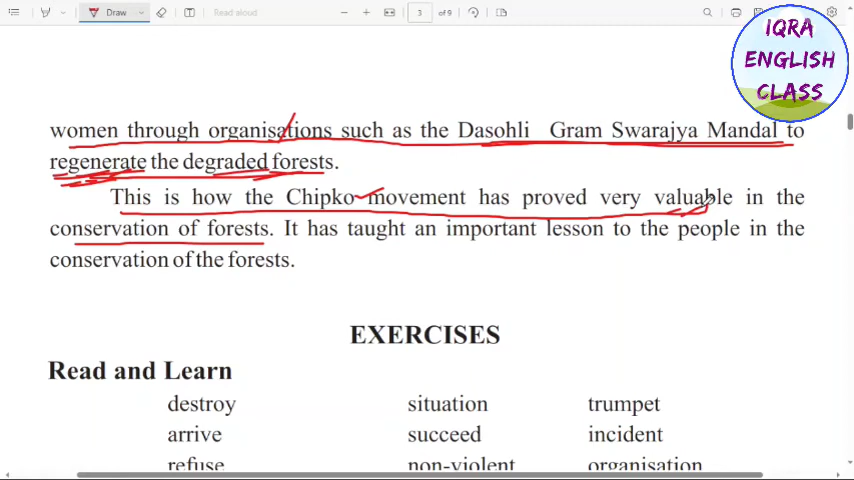 Draw
Read aloud
3
of 9
IQRA
ENGLISH
CLASS
women through organisations such as the Dasohli Gram Swarajya Mandal to
regenerate the degraded forests.
This is how the Chipko movement has proved very valuable in the
conservation of forests. It has taught an important lesson to the people in the
conservation of the forests.
EXERCISES
Read and Learn
destroy situation trumpet
arrive succeed incident
refuse non-violent organisation